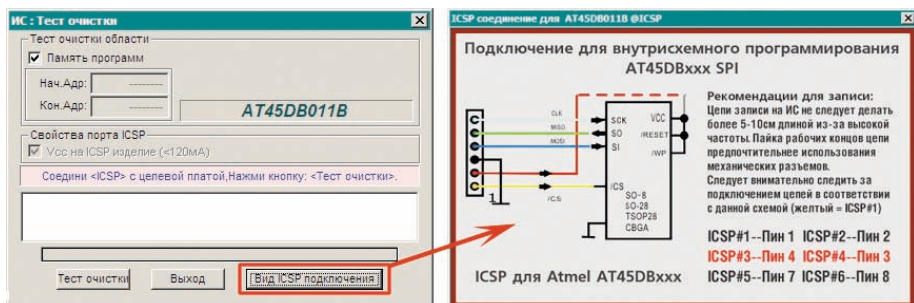 ИС : Тест очистки
Тест очистки области
Память программ
Нач.Адр:
Кон.Адр:
AT45DB011B
Свойства порта ICSP
Vcc на ICSP изделие (<120мА)
Соедини <ICSP> с целевой платой,Нажми кнопку: <Тест очистки>.
Тест очистки
Выход
Вид ICSP подключения
ICSP соединение для AT45DB011B @ICSP
Подключение для внутрисхемного программирования
AT45DBxxx SPI
CLK
MISO
MOSI
/CS
1
SCK
SO
SI
/CS
VCC
/RESET
/WP
SO-8
SO-28
TSOP28
CBGA
Рекомендации для записи:
Цепи записи на ИС не следует делать
более 5-10см длиной из-за высокой
частоты. Пайка рабочих концов цепи
предпочтительнее использования
механических разъемов.
Следует внимательно следить за
подключением цепей в соответствии
с данной схемой (желтый = ICSP#1)
ICSP#1--Пин 1 ICSP#2--Пин 2
ICSP#3--Пин 4 ICSP#4--Пин 3
ICSP#5--Пин 7 ICSP#6--Пин 8
ICSP для Atmel AT45DBxxx